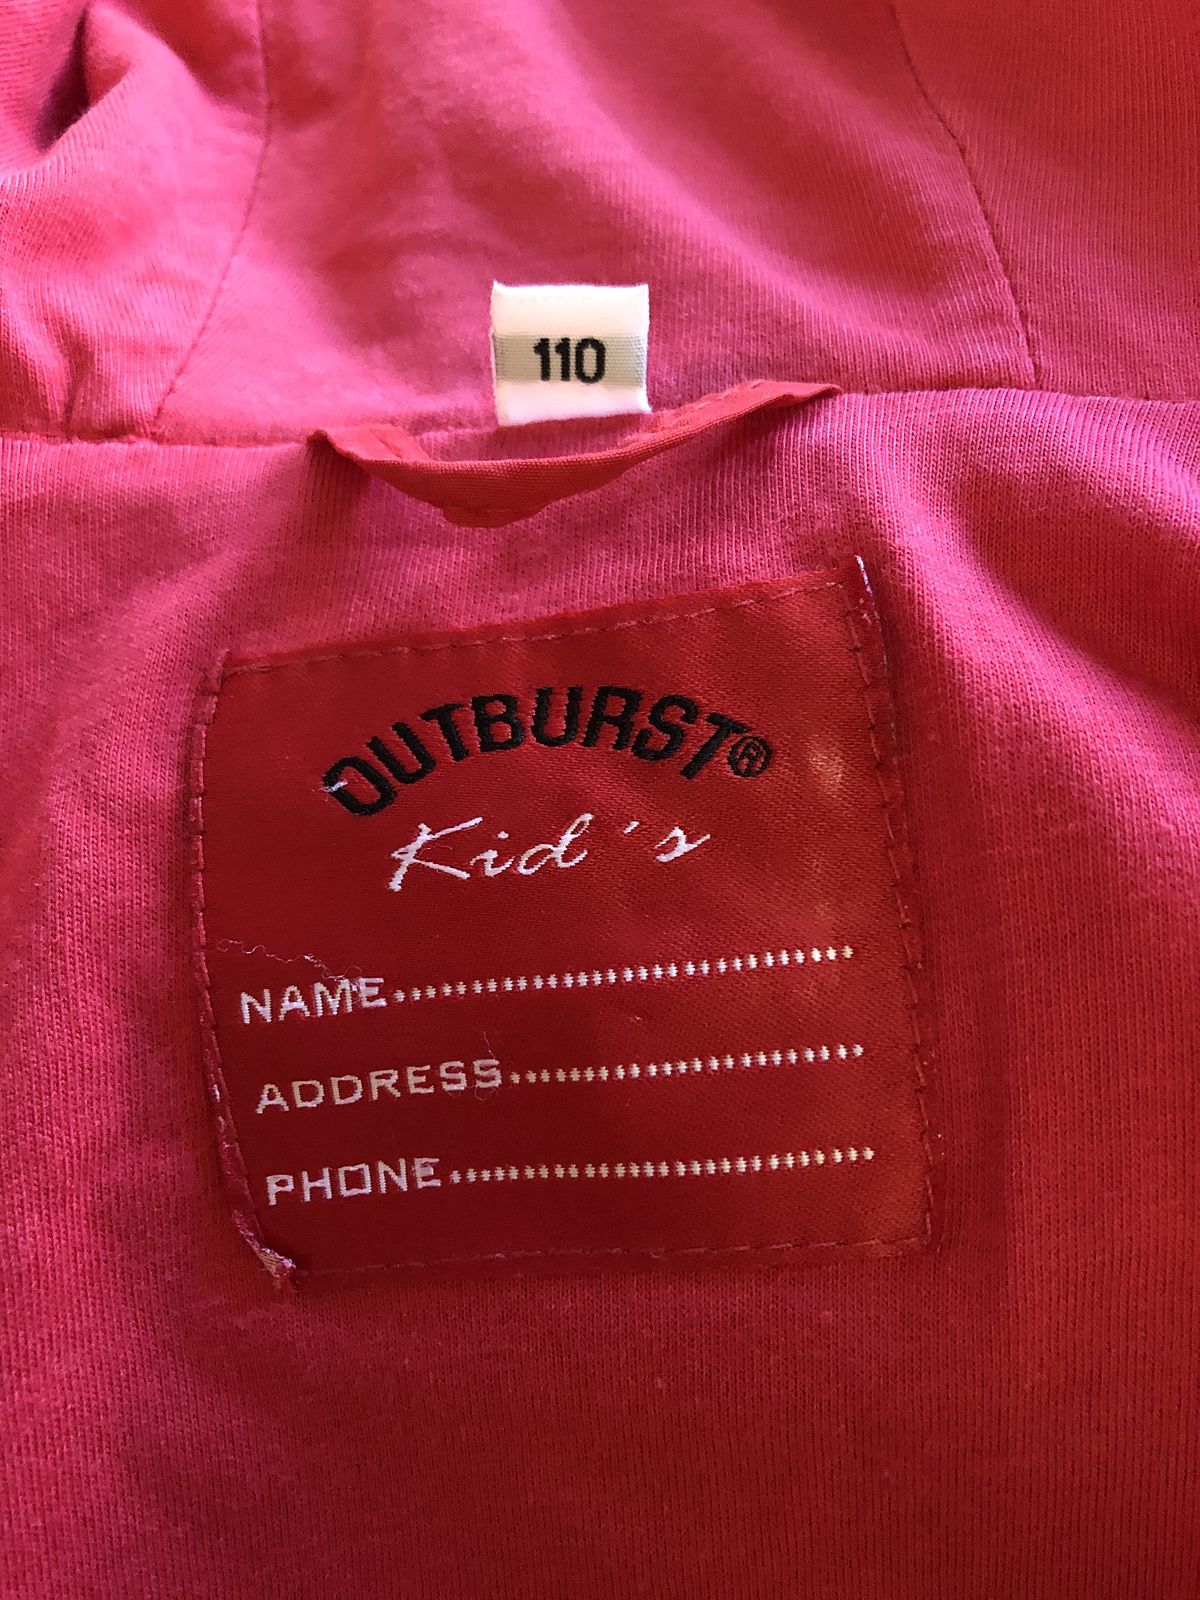 110
OUTBURST®
Kid's
NAME..............................
ADDRESS..............................
PHONE..............................